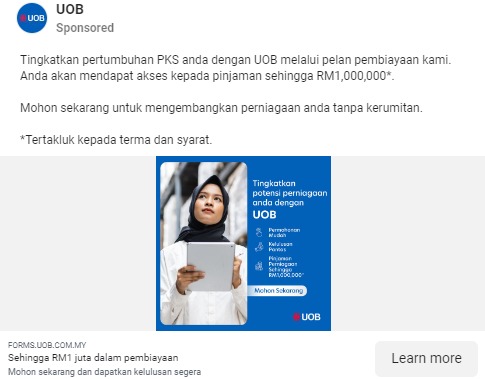 UOB
UOB
Sponsored
Tingkatkan pertumbuhan PKS anda dengan UOB melalui pelan pembiayaan kami.
Anda akan mendapat akses kepada pinjaman sehingga RM1,000,000*.
Mohon sekarang untuk mengembangkan perniagaan anda tanpa kerumitan.
*Tertakluk kepada terma dan syarat.
Tingkatkan
potensi perniagaan
anda dengan
UOB
Permohonan
Mudah
Kelulusan
Pantas
Pinjaman
Perniagaan
Sehingga
RM1,000,000*
Mohon Sekarang
UOB
FORMS.UOB.COM.MY
Sehingga RM1 juta dalam pembiayaan
Mohon sekarang dan dapatkan kelulusan segera
Learn more